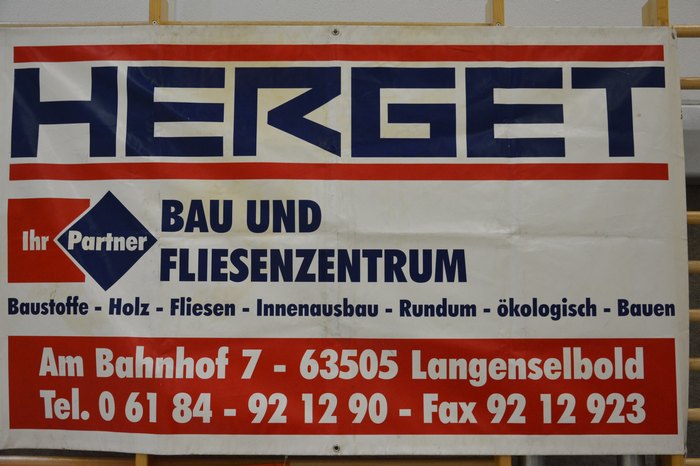 HERGET
Ihr Partner
BAU UND
FLIESENZENTRUM
Baustoffe - Holz - Fliesen - Innenausbau - Rundum - ökologisch - Bauen
Am Bahnhof 7 - 63505 Langenselbold
Tel. 0 61 84 - 92 12 90 - Fax 92 12 923